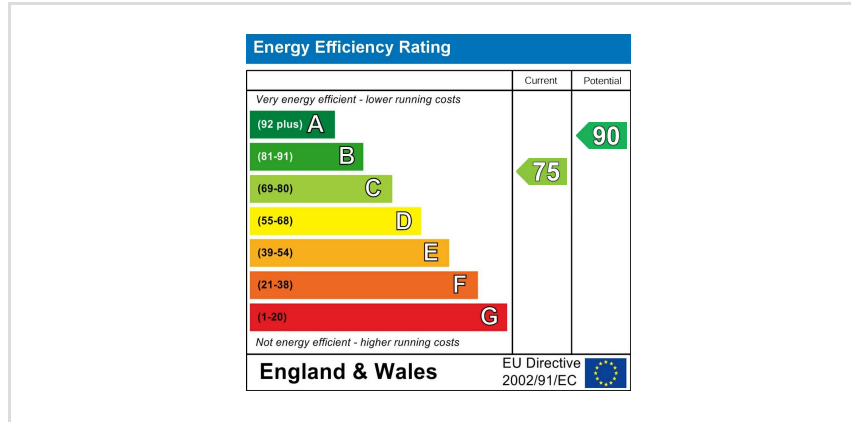 Energy Efficiency Rating
Current Potential
Very energy efficient - lower running costs
(92 plus) A
90
(81-91) B
75
(69-80) C
(55-68) D
(39-54) E
(21-38) F
(1-20) G
Not energy efficient - higher running costs
England & Wales
EU Directive
2002/91/EC